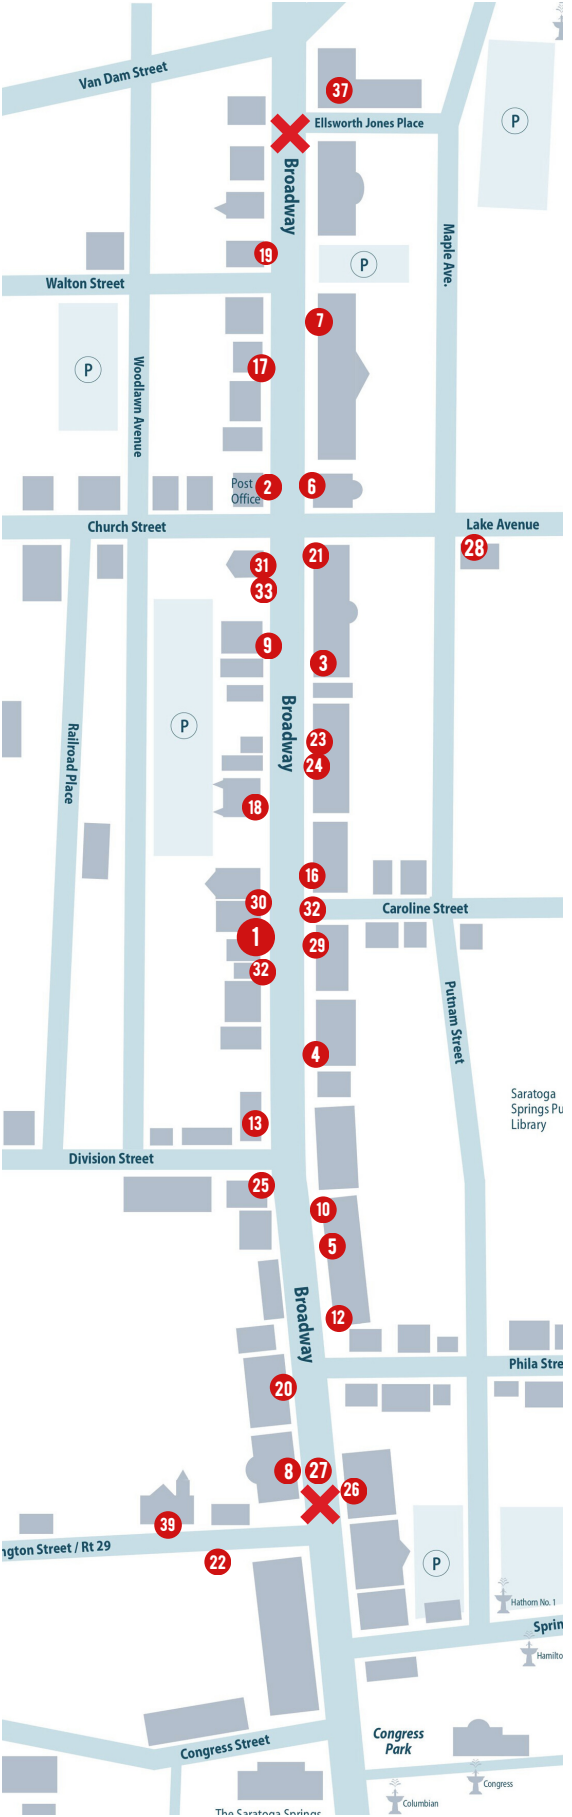 Van Dam Street
37
Ellsworth Jones Place
P
Broadway
19
Maple Ave.
P
Walton Street
7
P
Woodlawn Avenue
17
Post
Office
2
6
Church Street
Lake Avenue
28
21
31
33
9
3
Broadway
P
Railroad Place
23
24
18
16
30
32
Caroline Street
1
29
32
Putnam Street
4
Saratoga
Springs Pu
Library
13
Division Street
25
10
5
Broadway
12
Phila Stre
20
8
27
26
39
ngton Street / Rt 29
22
P
Hathorn No. 1
Sprin
Hamilto
Congress
Park
Congress Street
Congress
Columbian
The Saratoga Springs